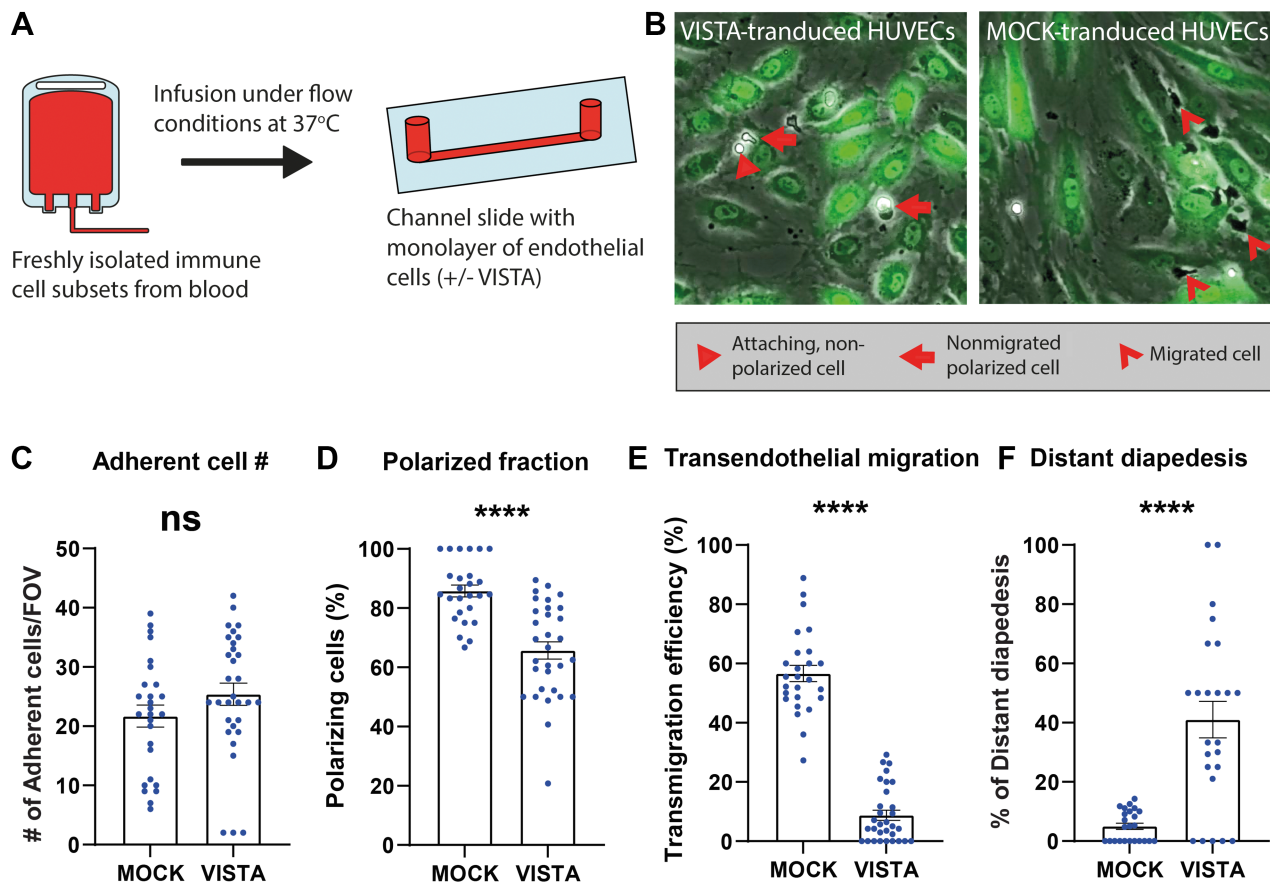 A
Infusion under flow
conditions at 37°C
Freshly isolated immune
cell subsets from blood
Channel slide with
monolayer of endothelial
cells (+/- VISTA)
B
VISTA-tranduced HUVECs
MOCK-tranduced HUVECs
Attaching, non-
polarized cell
Nonmigrated
polarized cell
Migrated cell
C
Adherent cell #
ns
# of Adherent cells/FOV
50
40
30
20
10
0
MOCK
VISTA
D
Polarized fraction
****
Polarizing cells (%)
100
80
60
40
20
0
MOCK
VISTA
E
Transendothelial migration
****
Transmigration efficiency (%)
100
80
60
40
20
0
MOCK
VISTA
F
Distant diapedesis
****
% of Distant diapedesis
100
80
60
40
20
0
MOCK
VISTA